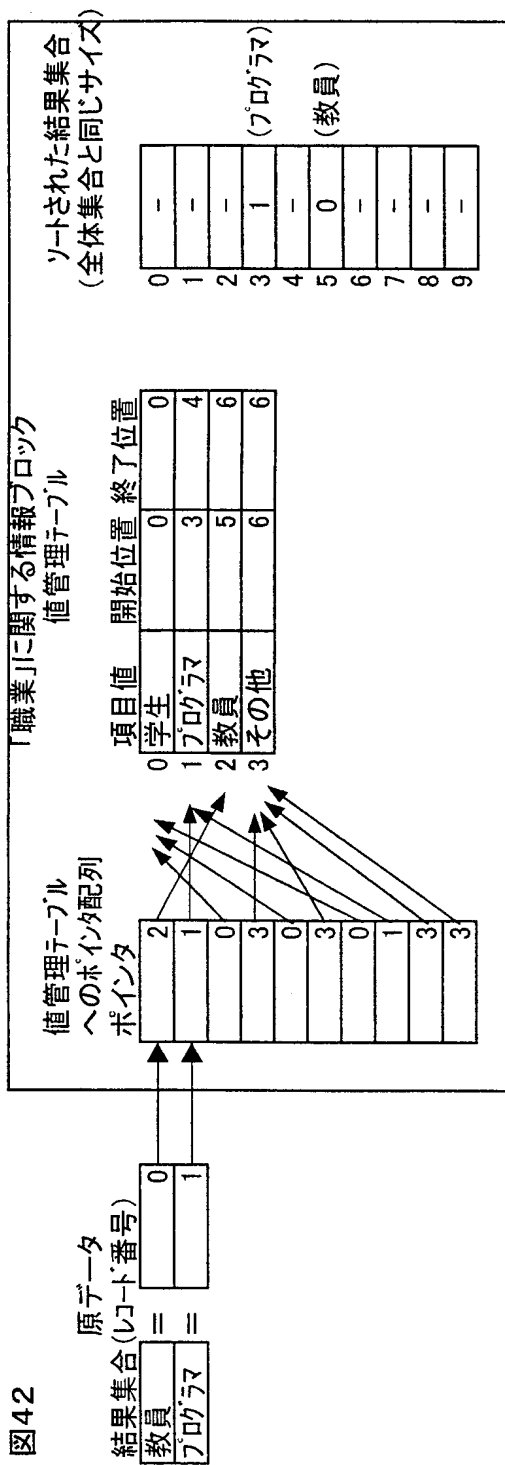 図42
結果集合
教員 =
プログラマ =
原データ
(レコード番号)
0
1
「職業」に関する情報ブロック
値管理テーブル
へのポインタ配列
ポインタ
2
1
0
3
0
3
0
1
3
3
値管理テーブル
項目値 開始位置 終了位置
0 学生 0 0
1 プログラマ 3 4
2 教員 5 6
3 その他 6 6
ソートされた結果集合
(全体集合と同じサイズ)
0 -
1 -
2 -
3 1 (プログラマ)
4 -
5 0 (教員)
6 -
7 -
8 -
9 -